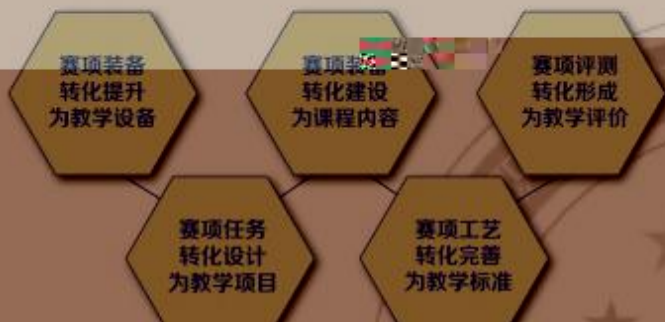 赛项装备
转化提升
为教学设备
赛项装备
转化建设
为课程内容
赛项评测
转化形成
为教学评价
赛项任务
转化设计
为教学项目
赛项工艺
转化完善
为教学标准